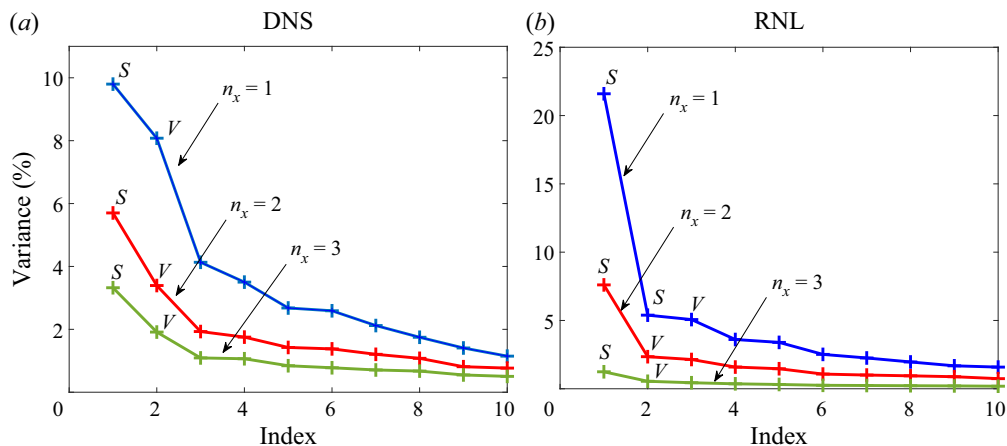 (a) DNS
10
8
6
4
2
0 2 4 6 8 10
Variance (%)
Index
S
V
n_x = 1
S
V
n_x = 2
S
V
n_x = 3
(b) RNL
25
20
15
10
5
0 2 4 6 8 10
Index
S
S
V
n_x = 1
S
V
n_x = 2
S
V
n_x = 3